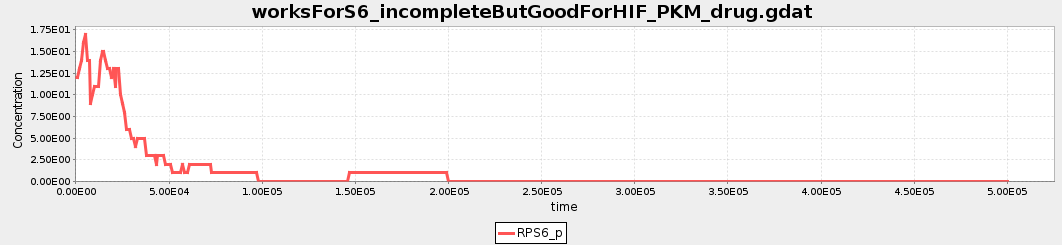 worksForS6_incompleteButGoodForHIF_PKM_drug.gdat
1.75E01
1.50E01
1.25E01
1.00E01
7.50E00
5.00E00
2.50E00
0.00E00
Concentration
0.00E00 5.00E04 1.00E05 1.50E05 2.00E05 2.50E05 3.00E05 3.50E05 4.00E05 4.50E05 5.00E05
time
RPS6_p